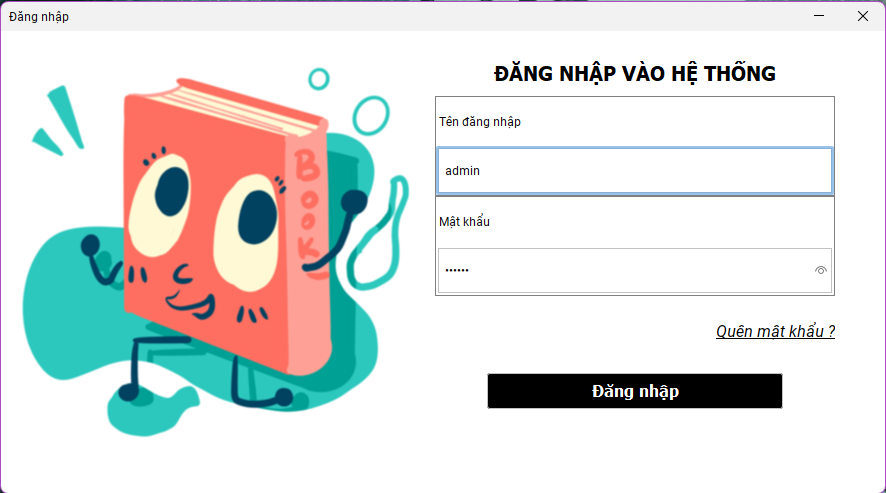 Đăng nhập
BOOK
ĐĂNG NHẬP VÀO HỆ THỐNG
Tên đăng nhập
admin
Mật khẩu
••••••
Quên mật khẩu ?
Đăng nhập